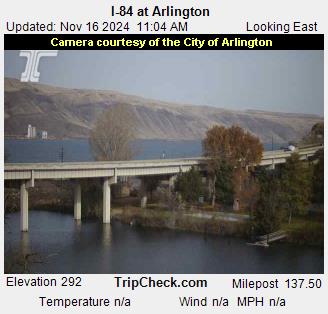 I-84 at Arlington
Updated: Nov 16 2024 11:04 AM Looking East
Camera courtesy of the City of Arlington
Elevation 292 TripCheck.com Milepost 137.50
Temperature n/a Wind n/a MPH n/a